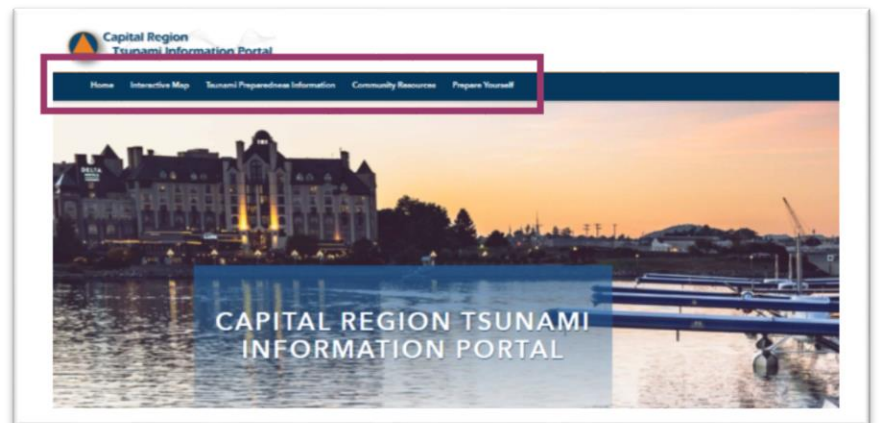 Capital Region
Tsunami Information Portal
Home Interactive Map Tsunami Preparedness Information Community Resources Prepare Yourself
DELTA
CAPITAL REGION TSUNAMI
INFORMATION PORTAL